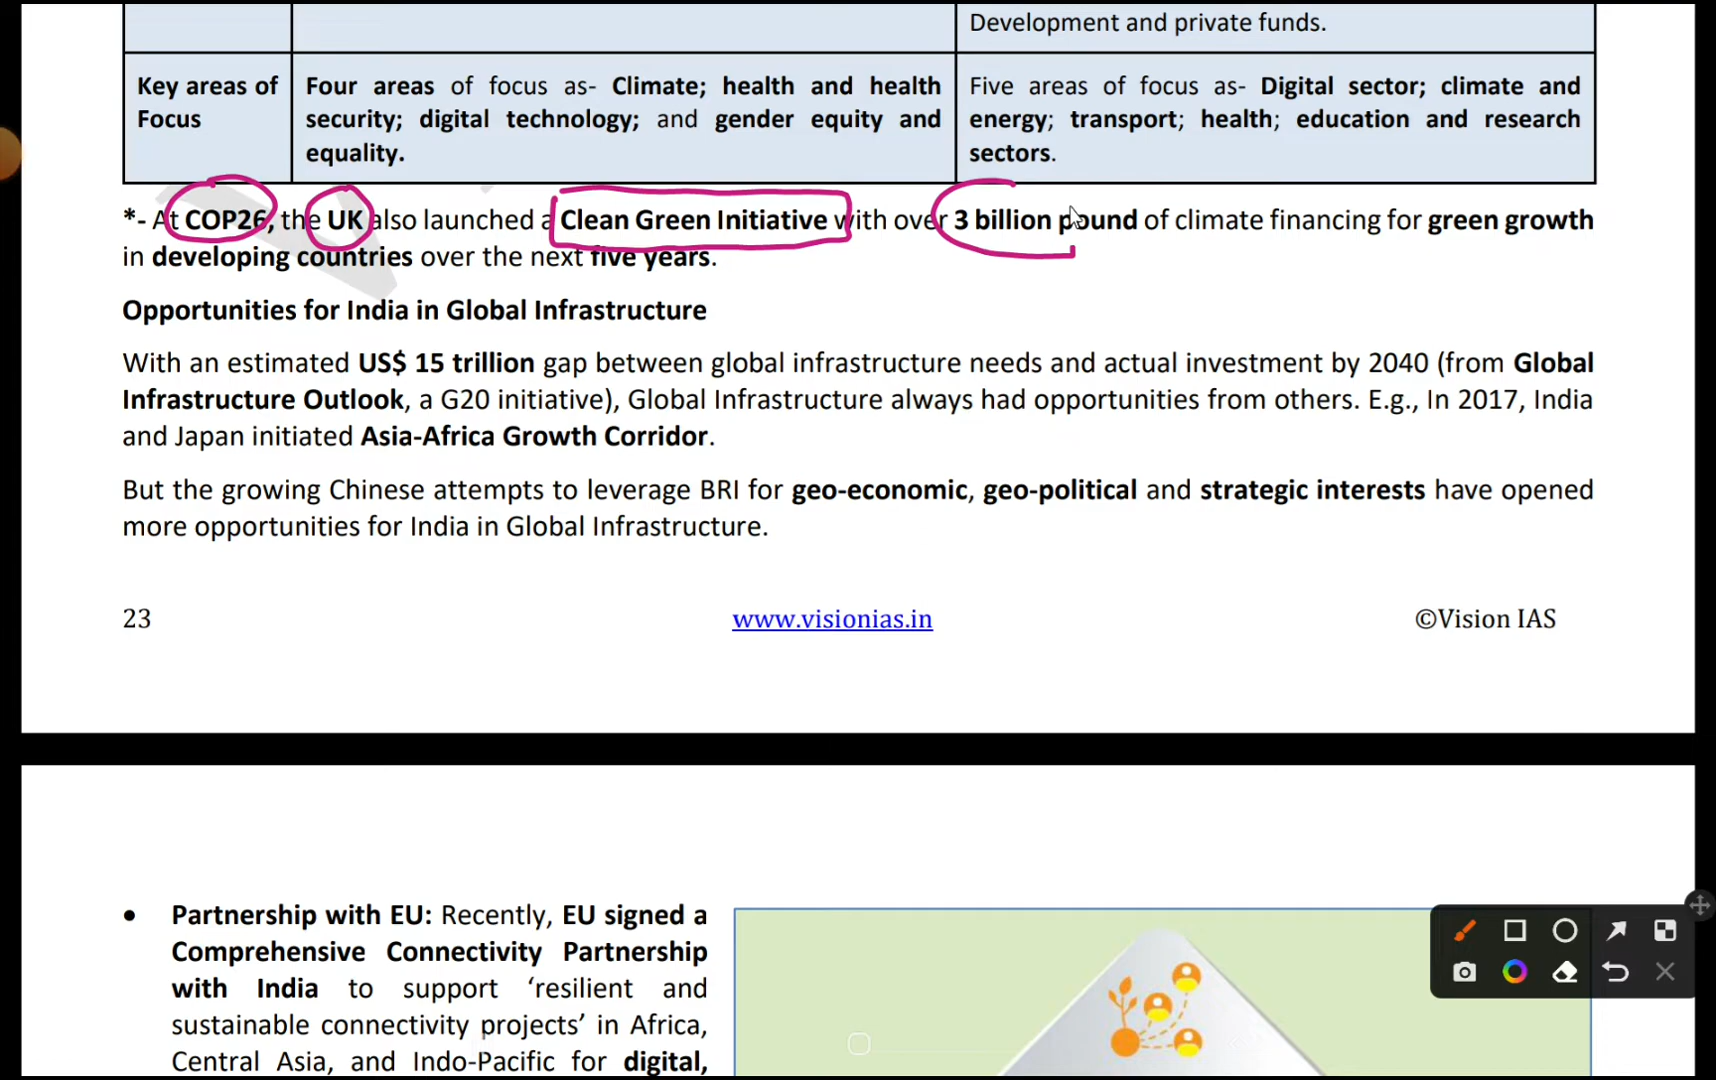 Development and private funds.
Key areas of Focus
Four areas of focus as- Climate; health and health
security; digital technology; and gender equity and
equality.
Five areas of focus as- Digital sector; climate and
energy; transport; health; education and research
sectors.
*- At COP26, the UK also launched a Clean Green Initiative with over 3 billion pound of climate financing for green growth
in developing countries over the next five years.
Opportunities for India in Global Infrastructure
With an estimated US$ 15 trillion gap between global infrastructure needs and actual investment by 2040 (from Global
Infrastructure Outlook, a G20 initiative), Global Infrastructure always had opportunities from others. E.g., In 2017, India
and Japan initiated Asia-Africa Growth Corridor.
But the growing Chinese attempts to leverage BRI for geo-economic, geo-political and strategic interests have opened
more opportunities for India in Global Infrastructure.
23 www.visionias.in ©Vision IAS
• Partnership with EU: Recently, EU signed a
Comprehensive Connectivity Partnership
with India to support ‘resilient and
sustainable connectivity projects’ in Africa,
Central Asia, and Indo-Pacific for digital,